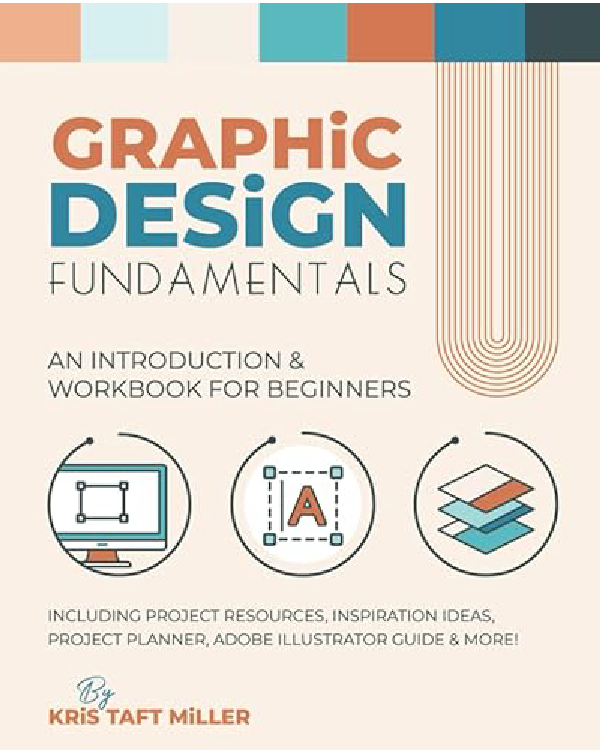 GRAPHiC
DESiGN
FUNDAMENTALS
AN INTRODUCTION &
WORKBOOK FOR BEGINNERS
A
INCLUDING PROJECT RESOURCES, INSPIRATION IDEAS,
PROJECT PLANNER, ADOBE ILLUSTRATOR GUIDE & MORE!
By
KRiS TAFT MiLLER